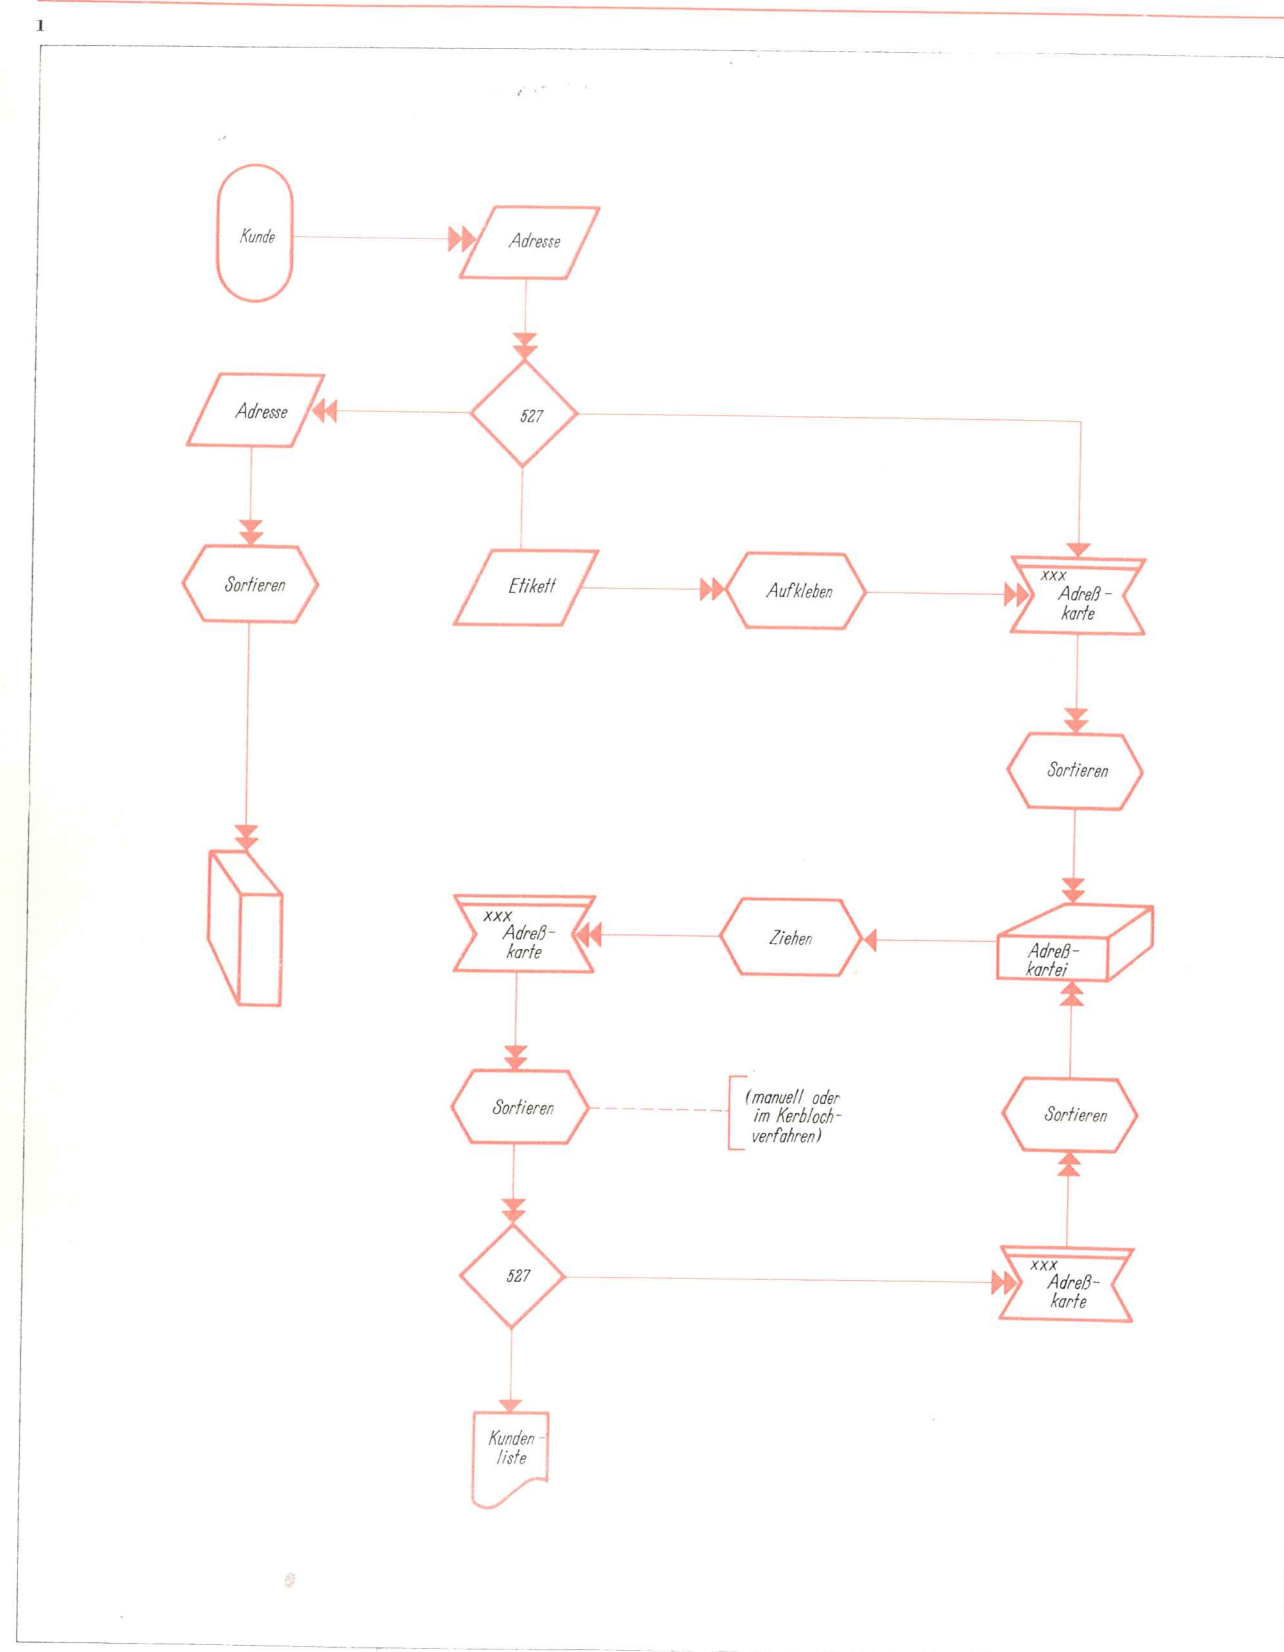 1
Kunde
Adresse
Adresse
527
Sortieren
Etikett
Aufkleben
xxx
Adreß-
karte
Sortieren
xxx
Adreß-
karte
Ziehen
Adreß-
kartei
Sortieren
(manuell oder
im Kerbloch-
verfahren)
Sortieren
527
xxx
Adreß-
karte
Kunden-
liste